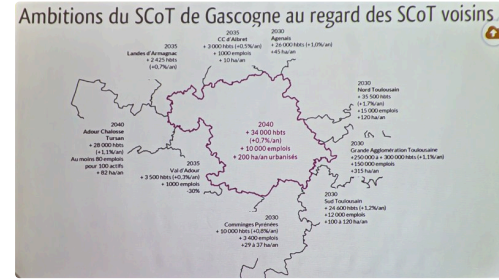 Ambitions du SCoT de Gascogne au regard des SCoT voisins
2035
Landes d'Armagnac
+ 2 425 hbts
(+0,7%/an)
2035
CC d'Albret
+ 3 000 hbts (+0,5%/an)
+ 1000 emplois
+ 10 ha/an
2030
Agenais
+ 26 000 hbts (+1,0%/an)
+45 ha/an
2030
Nord Toulousain
+ 35 500 hbts
(+1,7%/an)
+15 000 emplois
+120 ha/an
2040
Adour Chalosse
Tursan
+ 28 000 hbts
(+1,1%/an)
Au moins 80 emplois
pour 100 actifs
+ 82 ha/an
2040
+ 34 000 hbts
(+0,7%/an)
+ 10 000 emplois
+ 200 ha/an urbanisés
2030
Grande Agglomération Toulousaine
+250 000 à + 300 000 hbts (+1,1%/an)
+150 000 emplois
+315 ha/an
2035
Val d'Adour
+ 3 500 hbts (+0,3%/an)
+ 1000 emplois
-30%
2030
Sud Toulousain
+ 24 600 hbts (+1,2%/an)
+12 000 emplois
+100 à 120 ha/an
2030
Comminges Pyrénées
+ 10 000 hbts (+0,6%/an)
+ 3 400 emplois
+29 à 37 ha/an